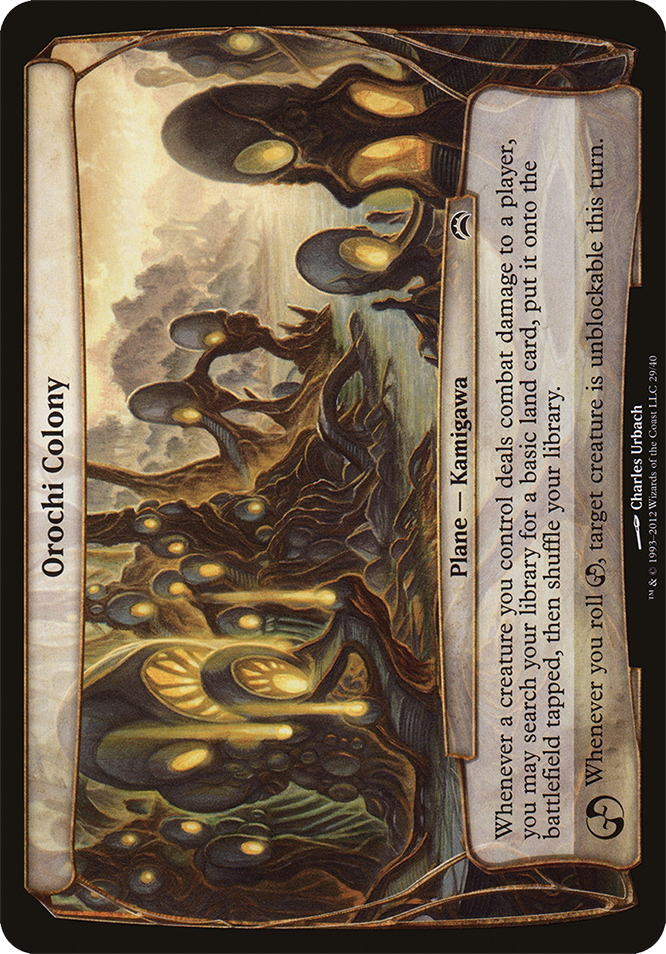 Orochi Colony
Plane — Kamigawa
Whenever a creature you control deals combat damage to a player,
you may search your library for a basic land card, put it onto the
battlefield tapped, then shuffle your library.
Whenever you roll , target creature is unblockable this turn.
Charles Urbach
™ & © 1993–2012 Wizards of the Coast LLC 29/40